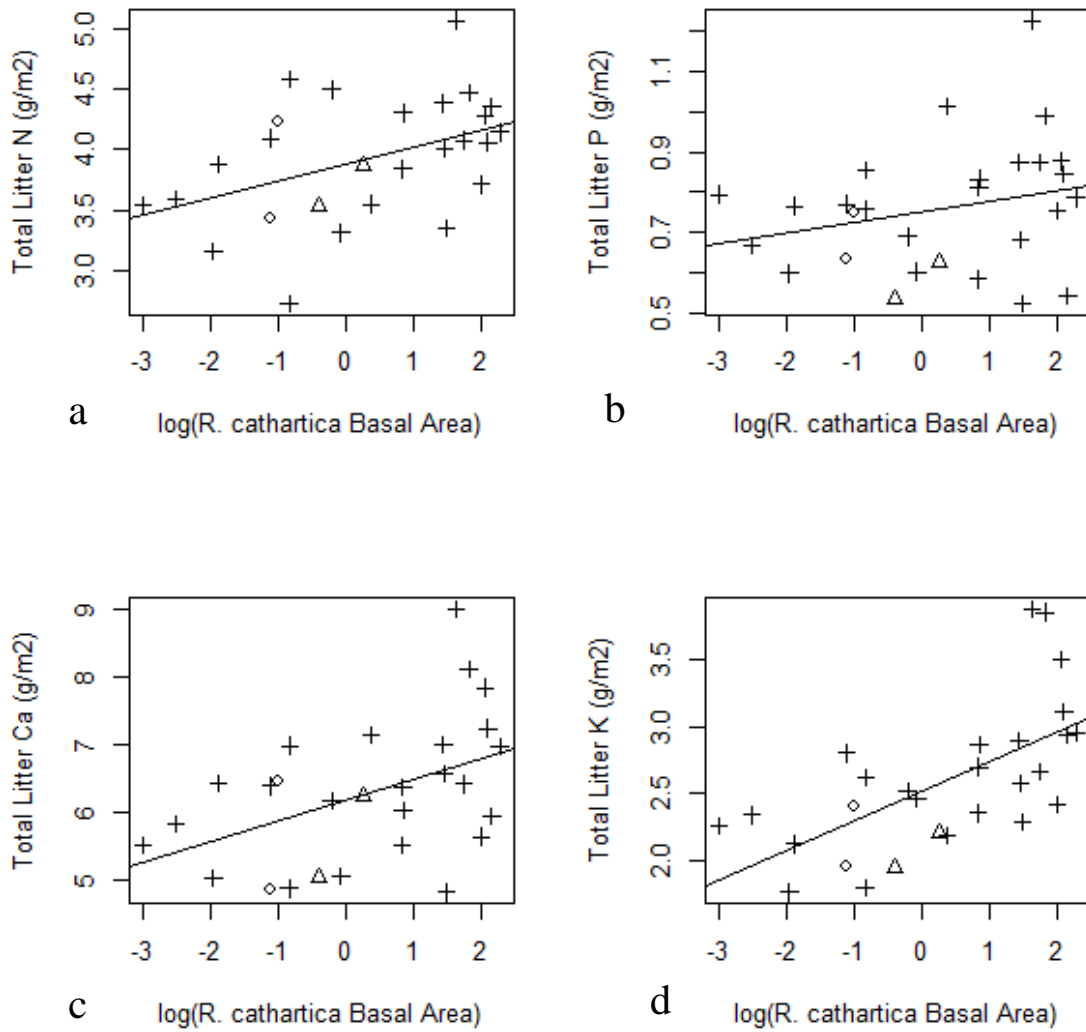 Total Litter N (g/m2)
5.0
4.5
4.0
3.5
3.0
-3 -2 -1 0 1 2
a
log(R. cathartica Basal Area)
Total Litter P (g/m2)
1.1
0.9
0.7
0.5
-3 -2 -1 0 1 2
b
log(R. cathartica Basal Area)
Total Litter Ca (g/m2)
9
8
7
6
5
-3 -2 -1 0 1 2
c
log(R. cathartica Basal Area)
Total Litter K (g/m2)
3.5
3.0
2.5
2.0
-3 -2 -1 0 1 2
d
log(R. cathartica Basal Area)